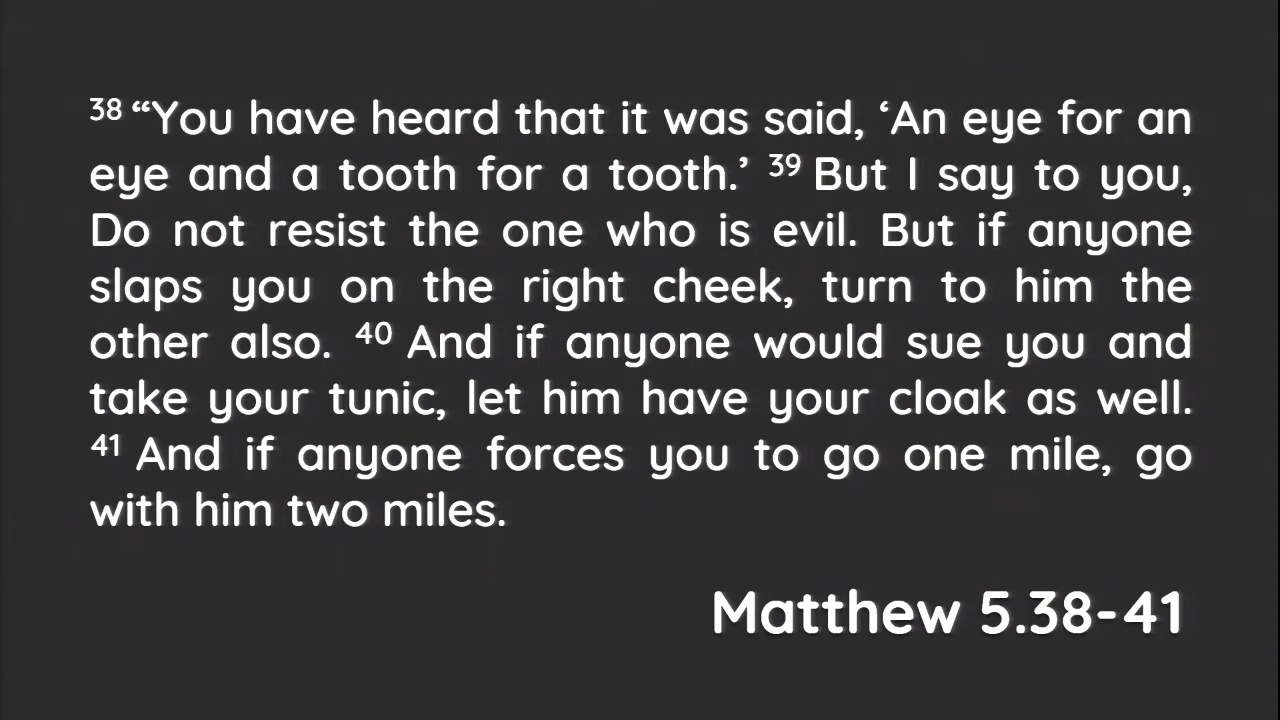 38 “You have heard that it was said, ‘An eye for an
eye and a tooth for a tooth.’ 39 But I say to you,
Do not resist the one who is evil. But if anyone
slaps you on the right cheek, turn to him the
other also. 40 And if anyone would sue you and
take your tunic, let him have your cloak as well.
41 And if anyone forces you to go one mile, go
with him two miles.
Matthew 5.38-41